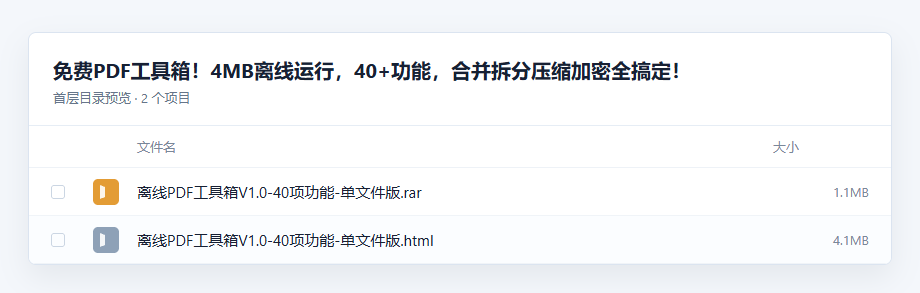 免费PDF工具箱！4MB离线运行，40+功能，合并拆分压缩加密全搞定！
首层目录预览 · 2 个项目
文件名 大小
离线PDF工具箱V1.0-40项功能-单文件版.rar 1.1MB
离线PDF工具箱V1.0-40项功能-单文件版.html 4.1MB